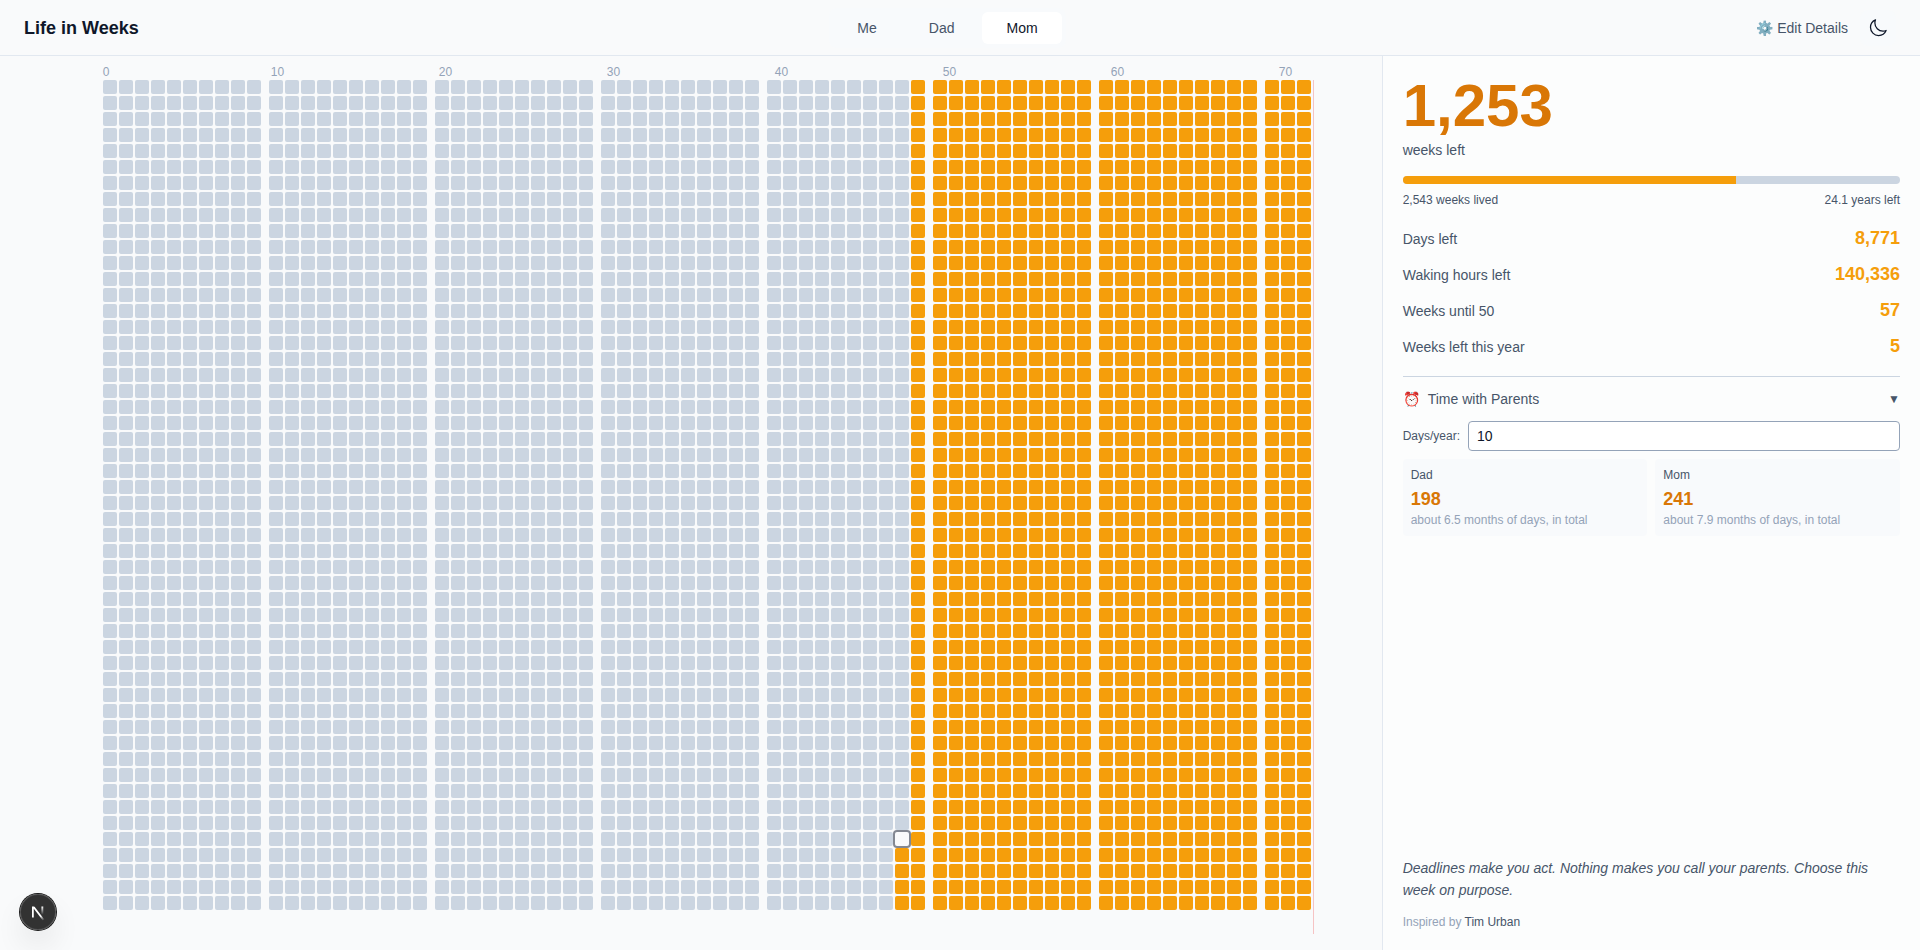 Life in Weeks
Me Dad Mom
⚙️ Edit Details
0 10 20 30 40 50 60 70
1,253
weeks left
2,543 weeks lived 24.1 years left
Days left 8,771
Waking hours left 140,336
Weeks until 50 57
Weeks left this year 5
⏰ Time with Parents ▼
Days/year: 10
Dad Mom
198 241
about 6.5 months of days, in total about 7.9 months of days, in total
Deadlines make you act. Nothing makes you call your parents. Choose this
week on purpose.
Inspired by Tim Urban
N